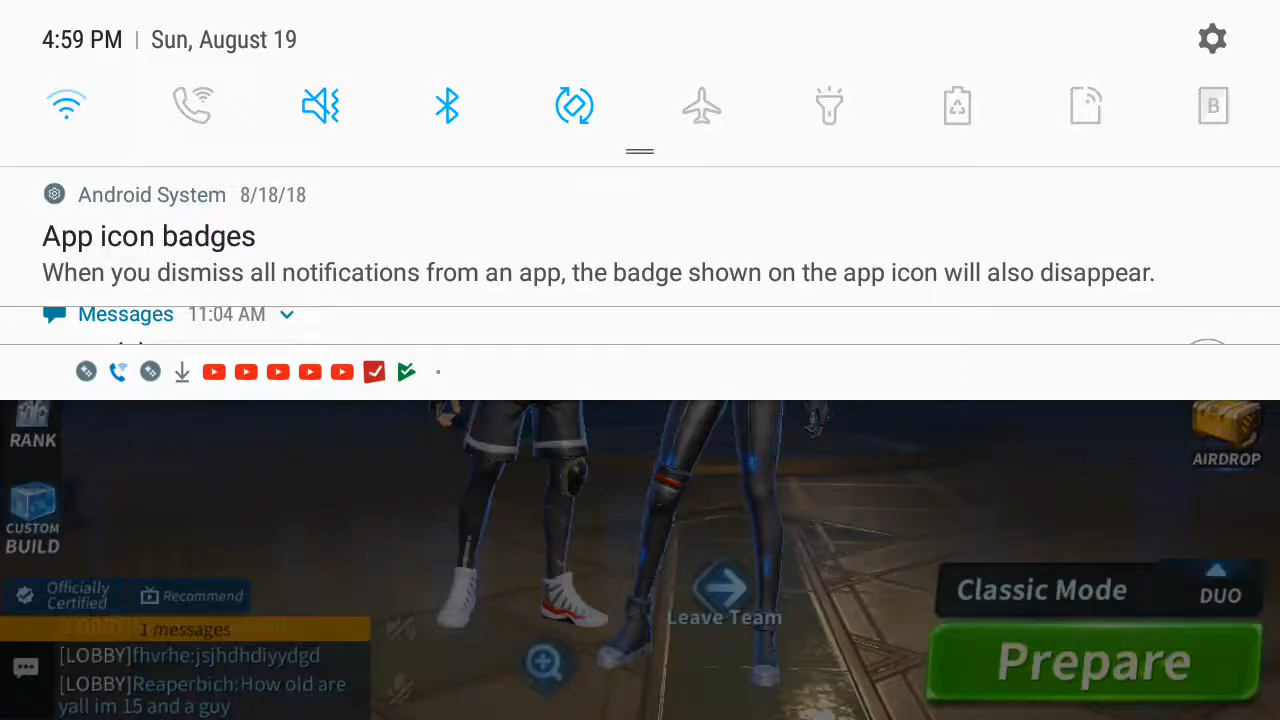 4:59 PM | Sun, August 19
B
Android System 8/18/18
App icon badges
When you dismiss all notifications from an app, the badge shown on the app icon will also disappear.
Messages 11:04 AM
RANK
AIRDROP
CUSTOM
BUILD
Officially
Certified
Recommend
Classic Mode
DUO
Leave Team
1 messages
[LOBBY]fhvrhe:jsjhdhdiyydgd
[LOBBY]Reaperbich:How old are
yall im 15 and a guy
Prepare